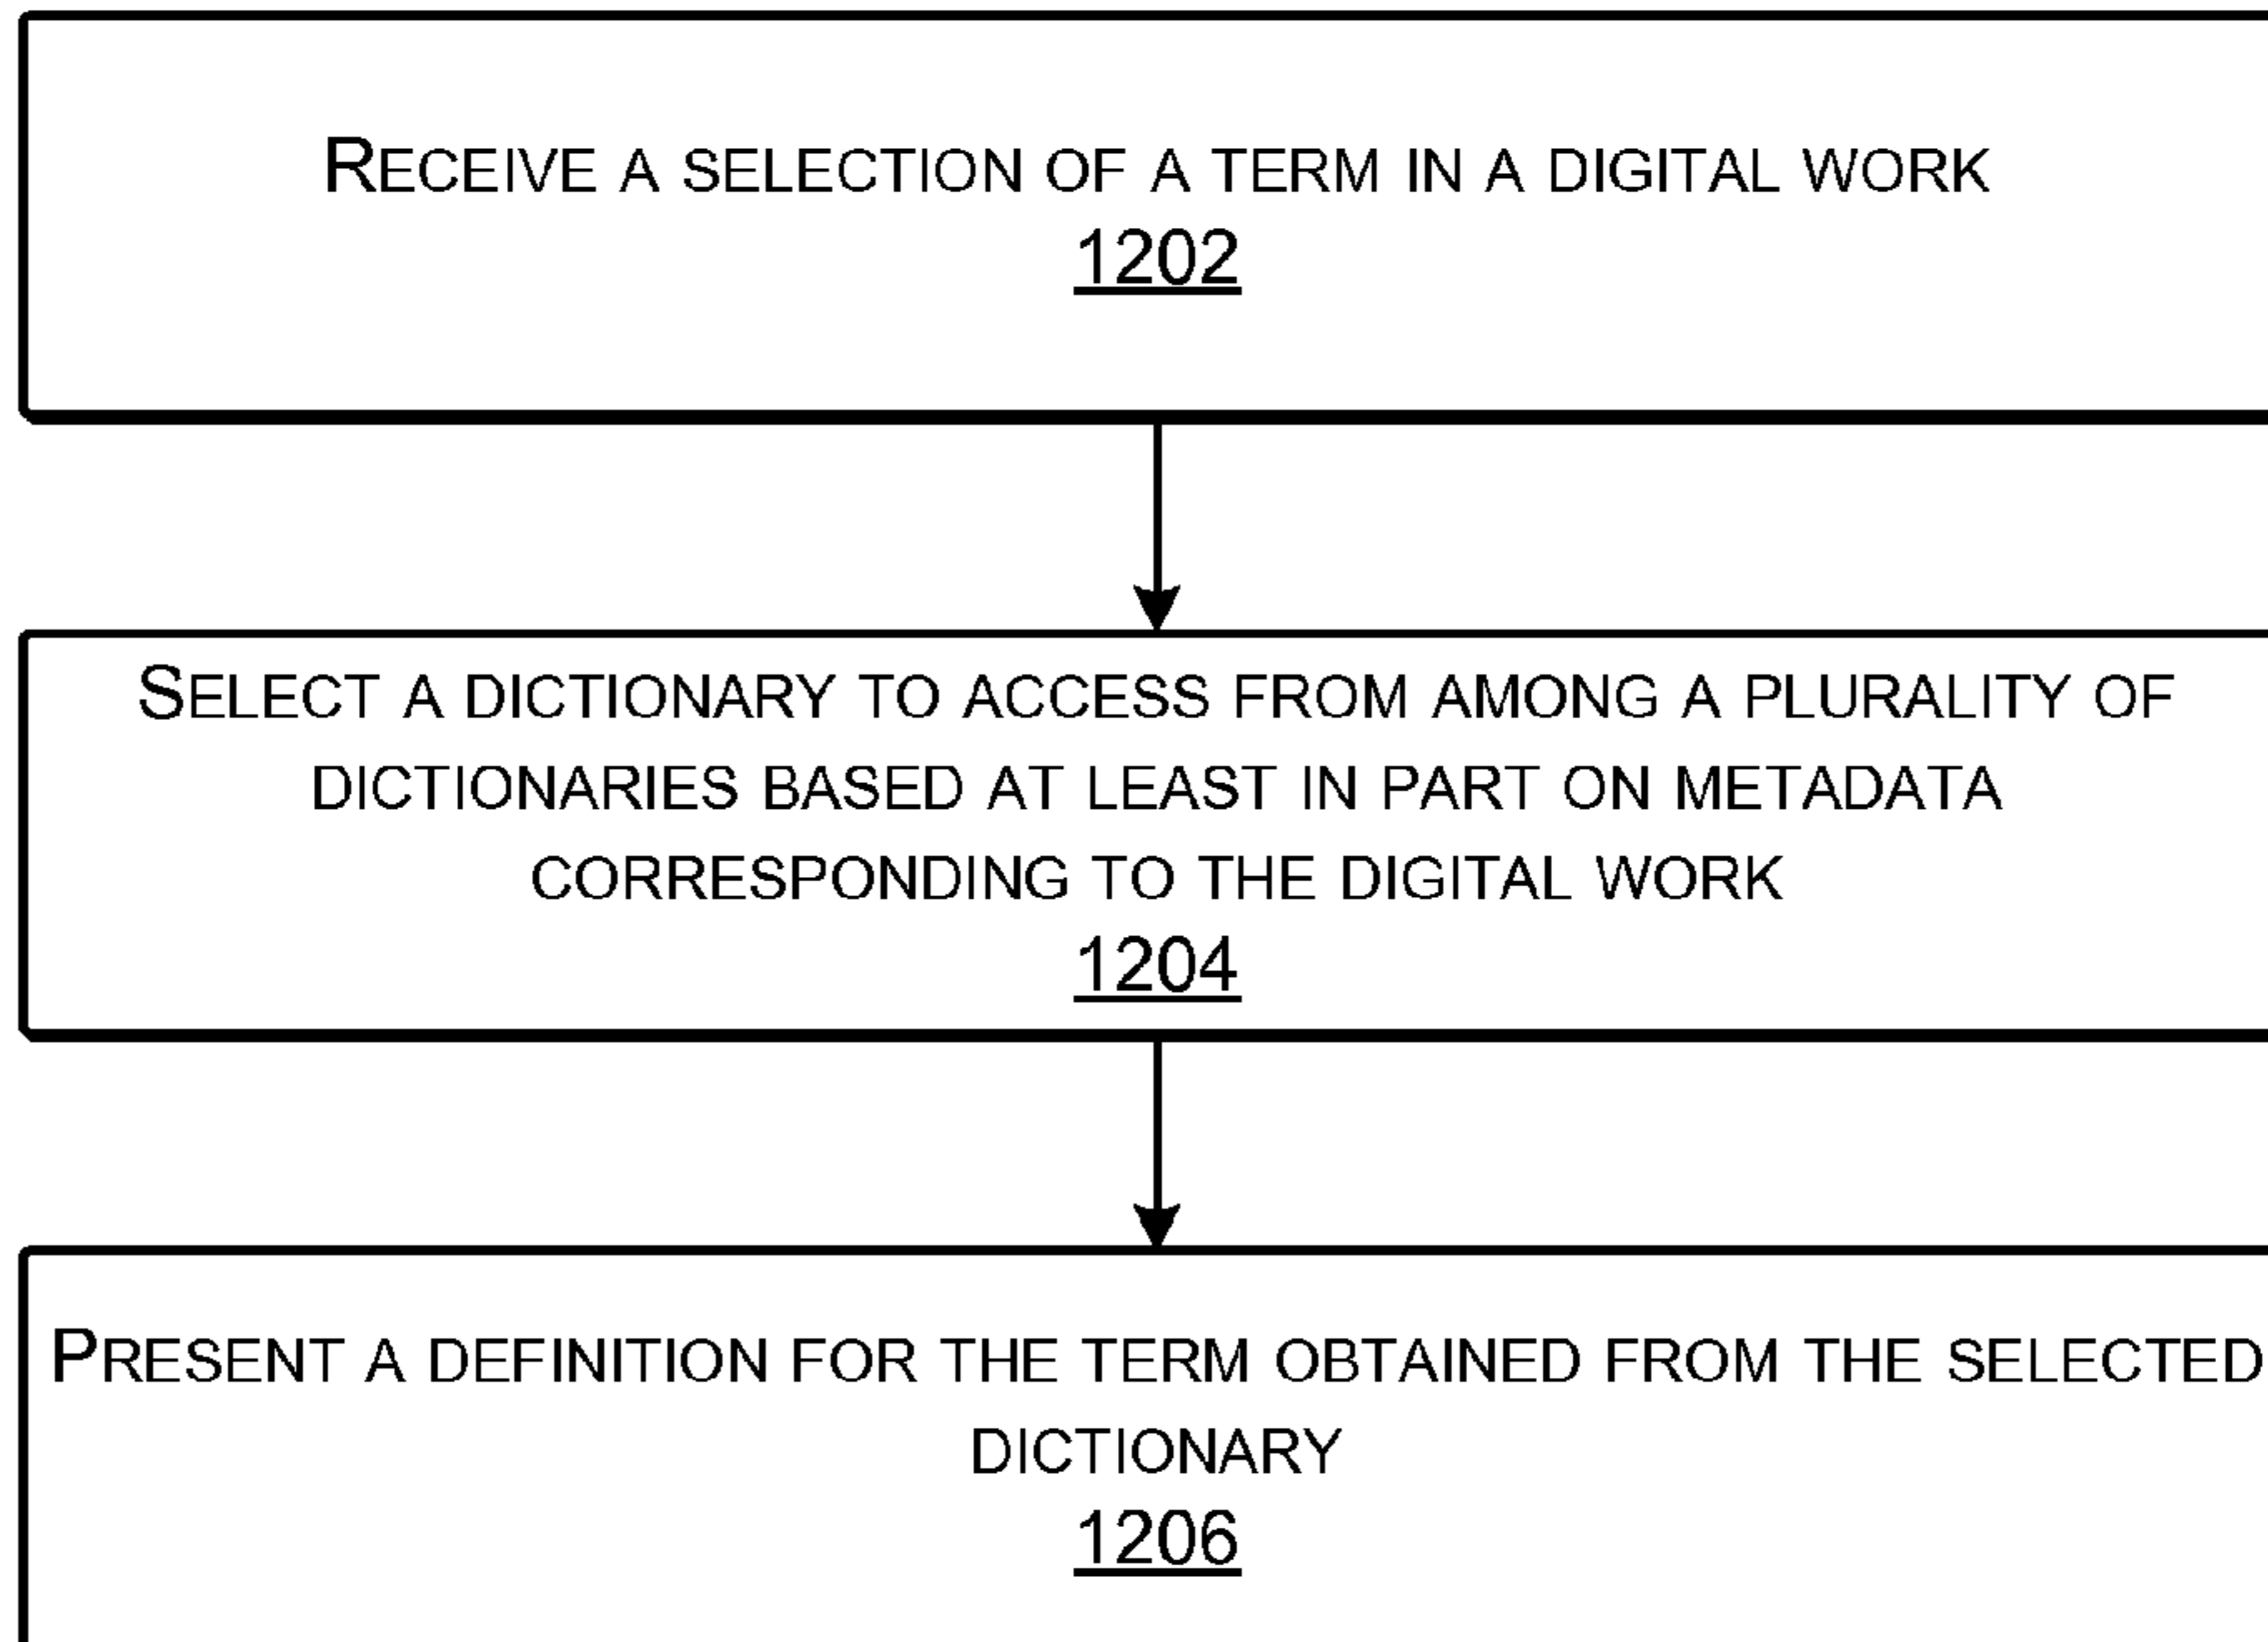 RECEIVE A SELECTION OF A TERM IN A DIGITAL WORK
1202
SELECT A DICTIONARY TO ACCESS FROM AMONG A PLURALITY OF
DICTIONARIES BASED AT LEAST IN PART ON METADATA
CORRESPONDING TO THE DIGITAL WORK
1204
PRESENT A DEFINITION FOR THE TERM OBTAINED FROM THE SELECTED
DICTIONARY
1206